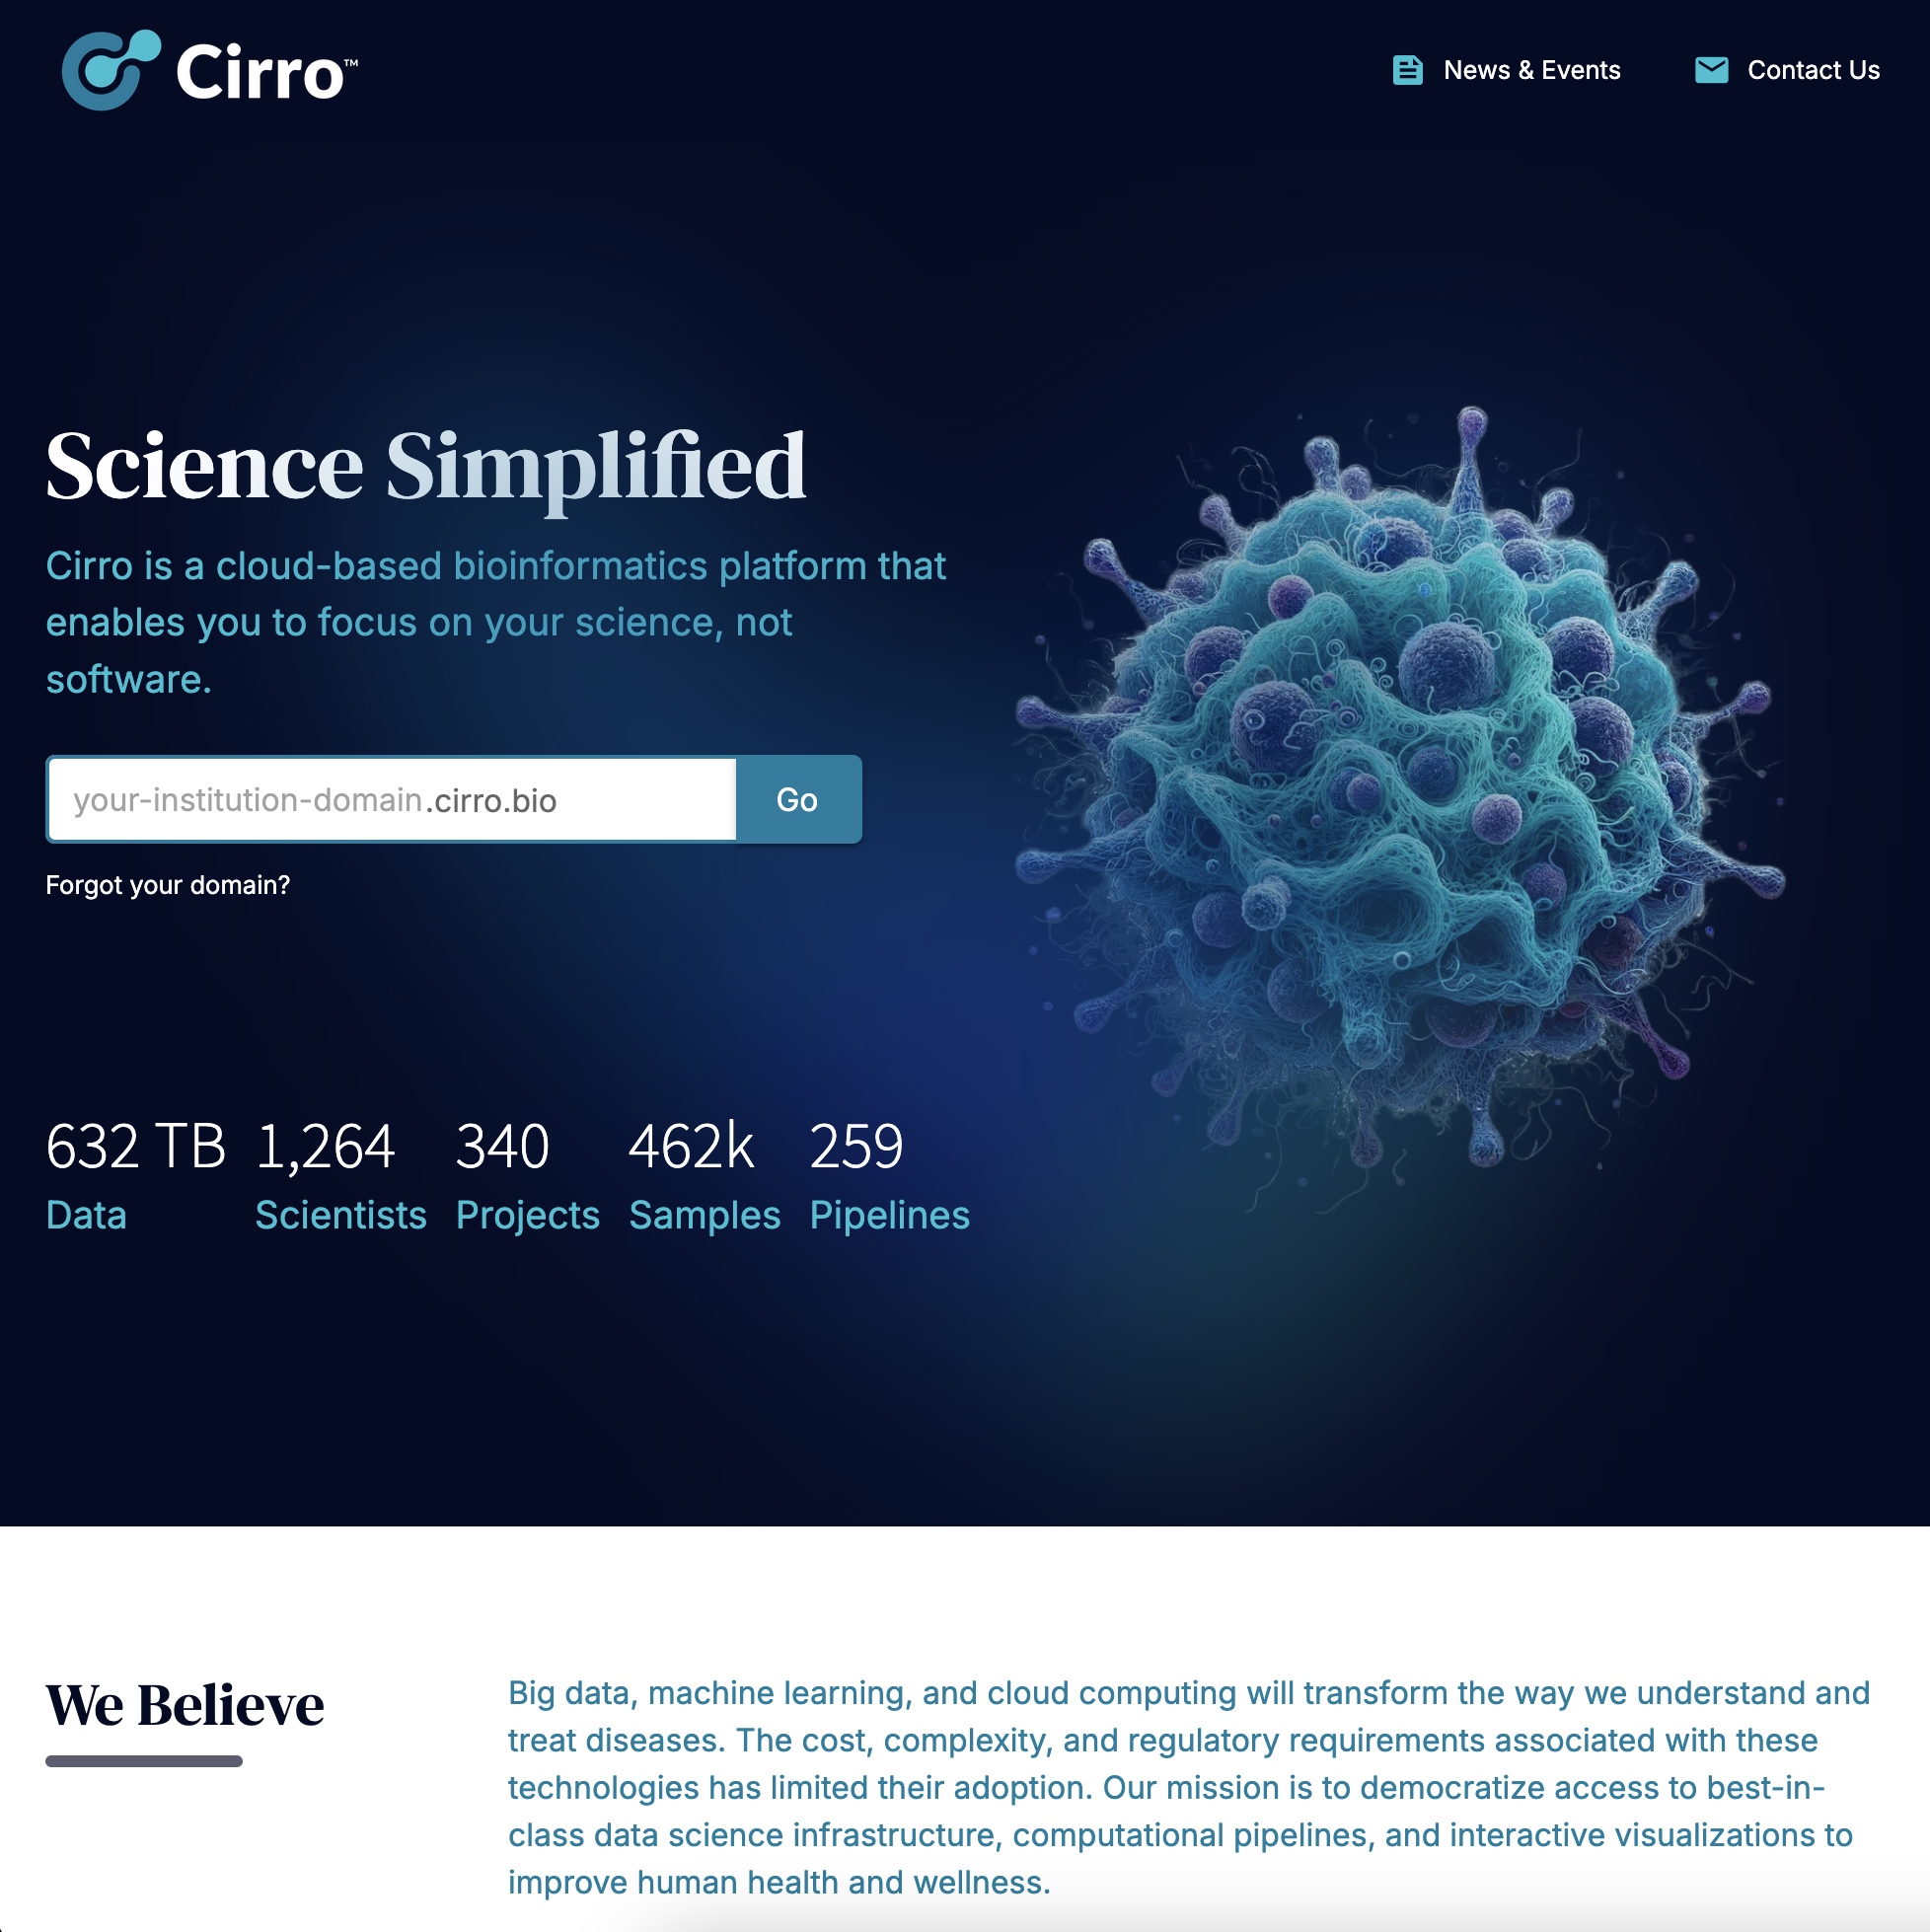 Cirro™
News & Events
Contact Us
Science Simplified
Cirro is a cloud-based bioinformatics platform that
enables you to focus on your science, not
software.
your-institution-domain.cirro.bio
Go
Forgot your domain?
632 TB
Data
1,264
Scientists
340
Projects
462k
Samples
259
Pipelines
We Believe
Big data, machine learning, and cloud computing will transform the way we understand and
treat diseases. The cost, complexity, and regulatory requirements associated with these
technologies has limited their adoption. Our mission is to democratize access to best-in-
class data science infrastructure, computational pipelines, and interactive visualizations to
improve human health and wellness.